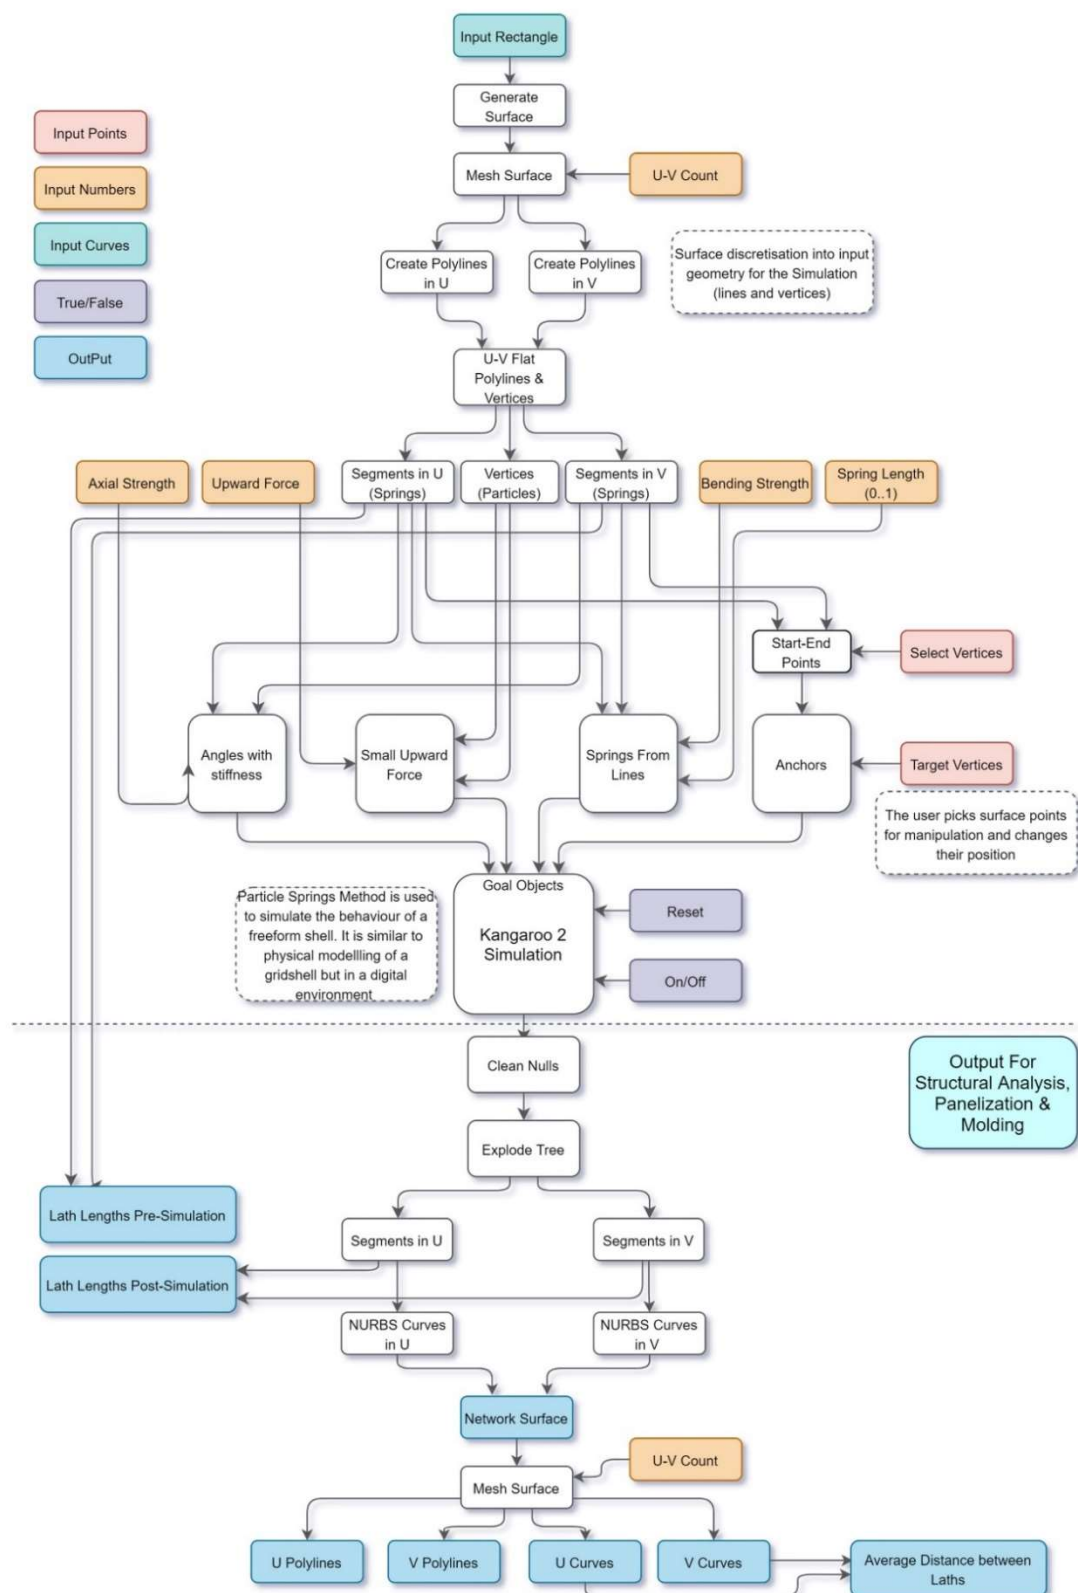 Input Rectangle
Generate
Surface
Input Points
Mesh Surface
U-V Count
Input Numbers
Input Curves
Create Polylines
in U
Create Polylines
in V
Surface discretisation into input
geometry for the Simulation
(lines and vertices)
True/False
OutPut
U-V Flat
Polylines &
Vertices
Axial Strength
Upward Force
Segments in U
(Springs)
Vertices
(Particles)
Segments in V
(Springs)
Bending Strength
Spring Length
(0..1)
Start-End
Points
Select Vertices
Angles with
stiffness
Small Upward
Force
Springs From
Lines
Anchors
Target Vertices
The user picks surface points
for manipulation and changes
their position
Particle Springs Method is used
to simulate the behaviour of a
freeform shell. It is similar to
physical modellling of a
gridshell but in a digital
environment
Goal Objects
Kangaroo 2
Simulation
Reset
On/Off
Clean Nulls
Output For
Structural Analysis,
Panelization &
Molding
Explode Tree
Lath Lengths Pre-Simulation
Segments in U
Segments in V
Lath Lengths Post-Simulation
NURBS Curves
in U
NURBS Curves
in V
Network Surface
U-V Count
Mesh Surface
U Polylines
V Polylines
U Curves
V Curves
Average Distance between
Laths